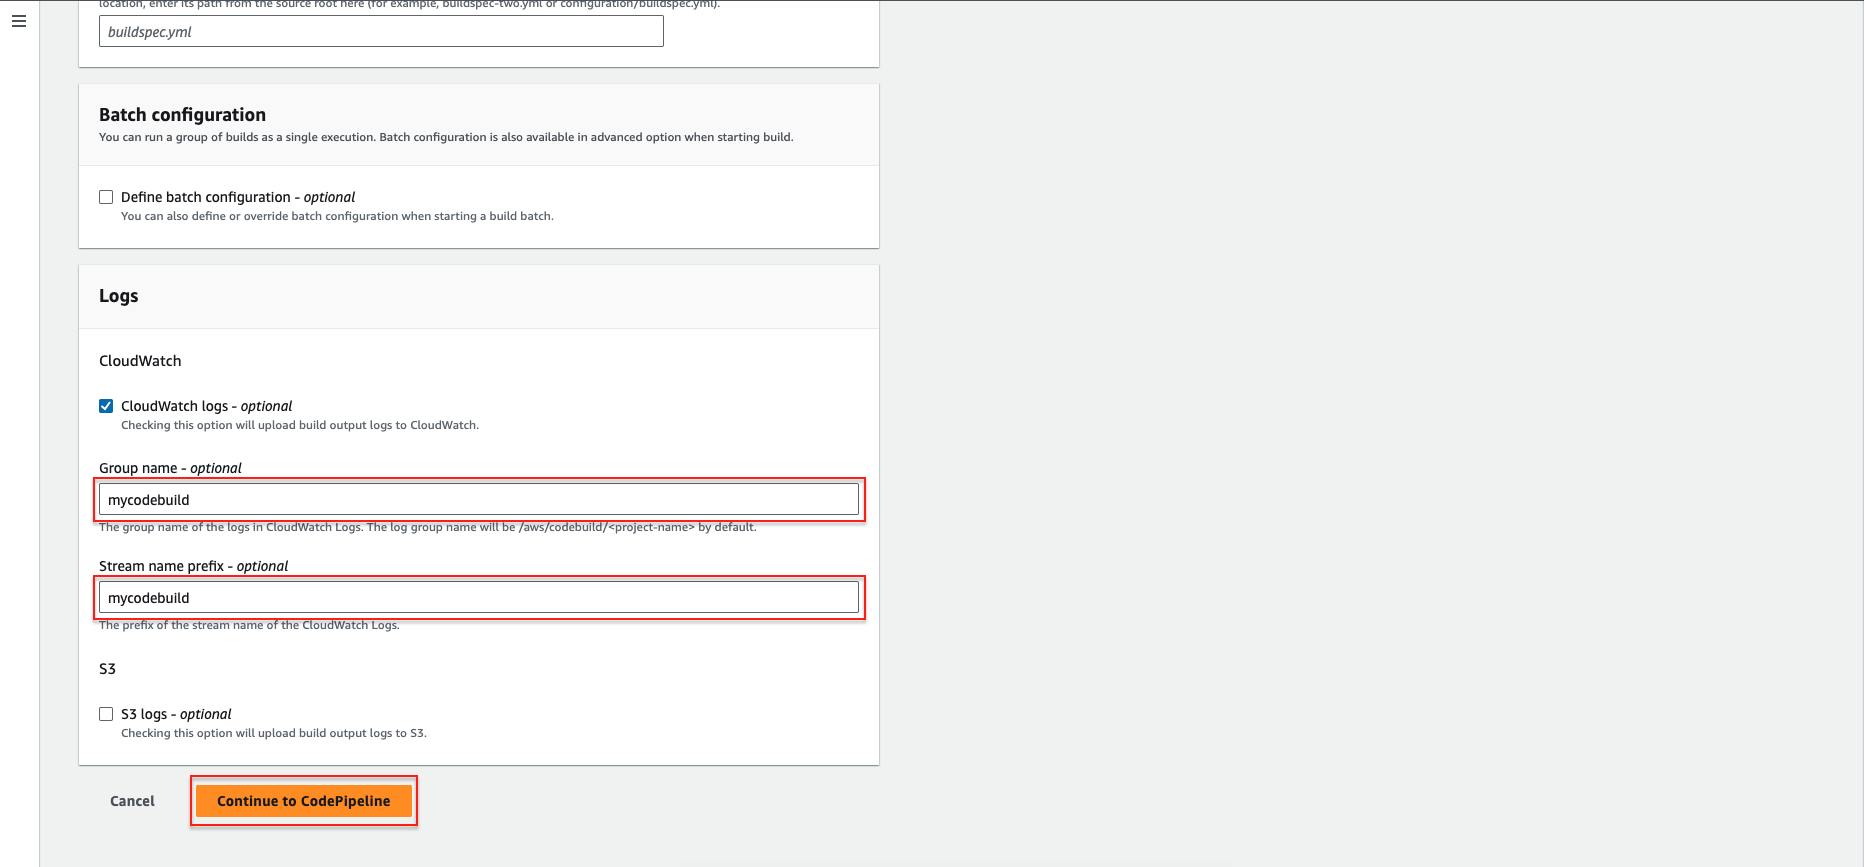 location, enter its path from the source root here (for example, buildspec-two.yml or configuration/buildspec.yml).
buildspec.yml
Batch configuration
You can run a group of builds as a single execution. Batch configuration is also available in advanced option when starting build.
Define batch configuration - optional
You can also define or override batch configuration when starting a build batch.
Logs
CloudWatch
CloudWatch logs - optional
Checking this option will upload build output logs to CloudWatch.
Group name - optional
mycodebuild
The group name of the logs in CloudWatch Logs. The log group name will be /aws/codebuild/<project-name> by default.
Stream name prefix - optional
mycodebuild
The prefix of the stream name of the CloudWatch Logs.
S3
S3 logs - optional
Checking this option will upload build output logs to S3.
Cancel
Continue to CodePipeline